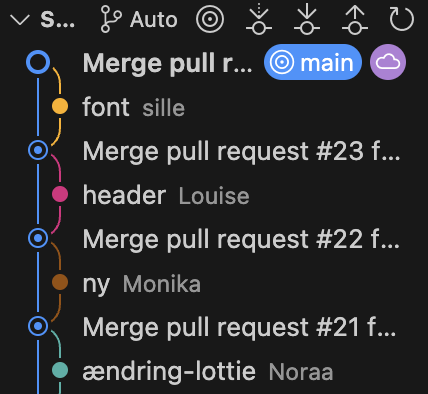 S... Auto
Merge pull r... main
font sille
Merge pull request #23 f...
header Louise
Merge pull request #22 f...
ny Monika
Merge pull request #21 f...
ændring-lottie Noraa